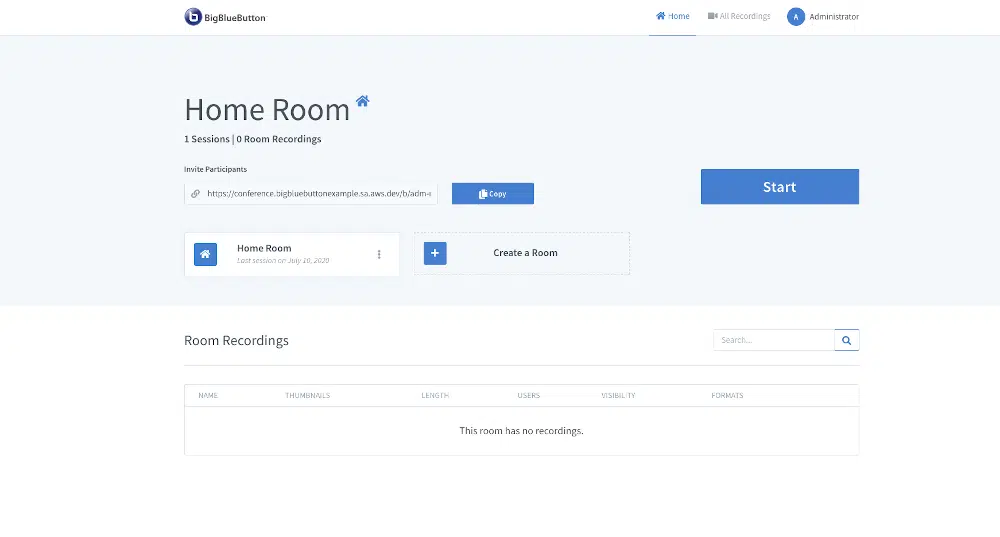 BigBlueButton
Home
All Recordings
A
Administrator
Home Room
1 Sessions | 0 Room Recordings
Invite Participants
https://conference.bigbluebuttonexample.sa.aws.dev/b/adm-
Copy
Start
Home Room
Last session on July 10, 2020
Create a Room
Room Recordings
Search...
NAME THUMBNAILS LENGTH USERS VISIBILITY FORMATS
This room has no recordings.